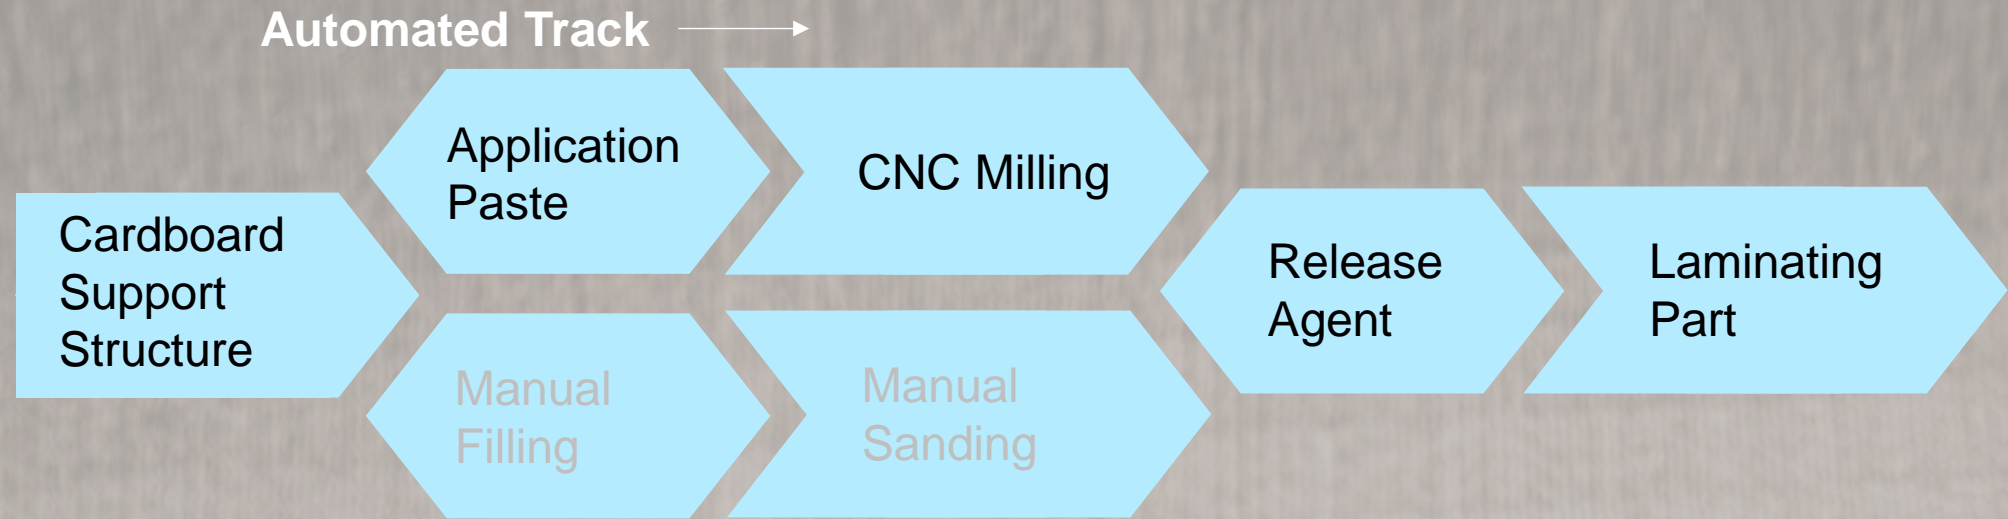 Automated Track
Application
Paste
CNC Milling
Cardboard
Support
Structure
Release
Agent
Laminating
Part
Manual
Filling
Manual
Sanding